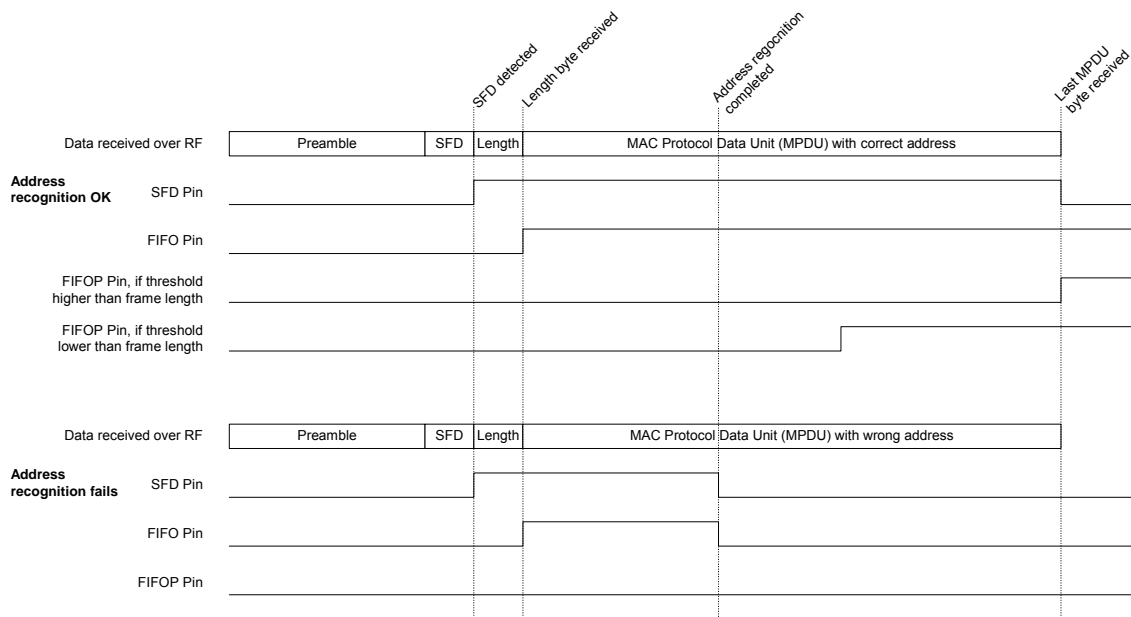 SFD detected
Length byte received
Address regocnition
completed
Last MPDU
byte received
Data received over RF
Preamble
SFD
Length
MAC Protocol Data Unit (MPDU) with correct address
Address
recognition OK
SFD Pin
FIFO Pin
FIFOP Pin, if threshold
higher than frame length
FIFOP Pin, if threshold
lower than frame length
Data received over RF
Preamble
SFD
Length
MAC Protocol Data Unit (MPDU) with wrong address
Address
recognition fails
SFD Pin
FIFO Pin
FIFOP Pin